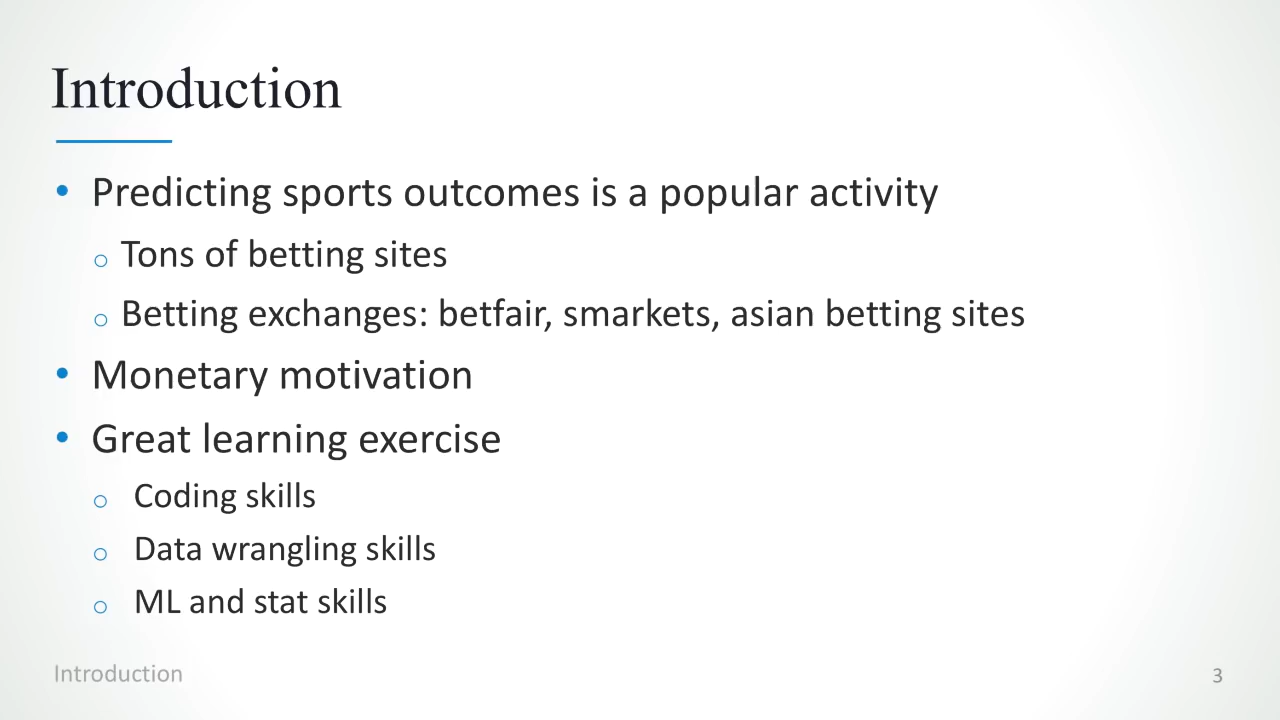 Introduction
• Predicting sports outcomes is a popular activity
o Tons of betting sites
o Betting exchanges: betfair, smarkets, asian betting sites
• Monetary motivation
• Great learning exercise
o Coding skills
o Data wrangling skills
o ML and stat skills
Introduction
3